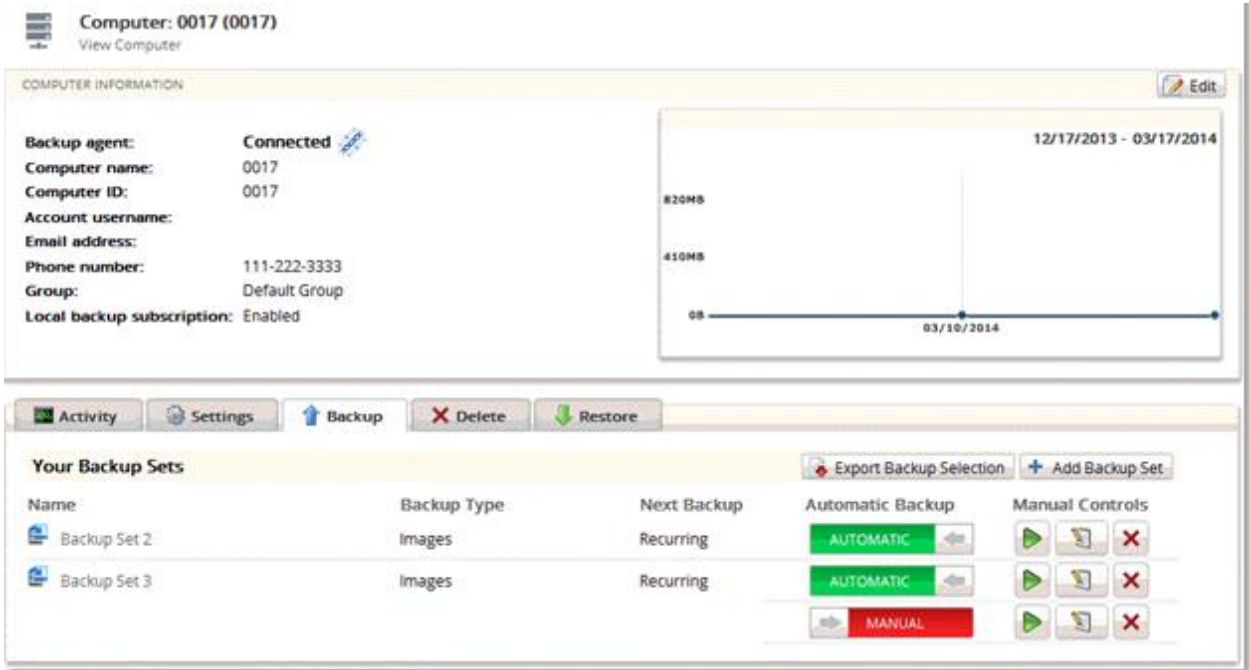 Computer: 0017 (0017)
View Computer
COMPUTER INFORMATION
Edit
Backup agent: Connected
Computer name: 0017
Computer ID: 0017
Account username:
Email address:
Phone number: 111-222-3333
Group: Default Group
Local backup subscription: Enabled
12/17/2013 - 03/17/2014
820MB
410MB
0B
03/10/2014
Activity Settings Backup Delete Restore
Your Backup Sets Export Backup Selection Add Backup Set
Name Backup Type Next Backup Automatic Backup Manual Controls
Backup Set 2 Images Recurring AUTOMATIC
Backup Set 3 Images Recurring AUTOMATIC
MANUAL